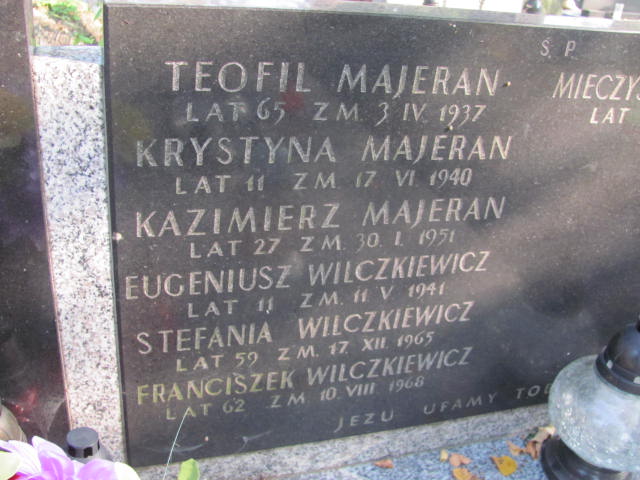 Ś P
TEOFIL MAJERAN
LAT 65 ZM. 3 IV. 1937
KRYSTYNA MAJERAN
LAT 11 ZM. 17. VI. 1940
KAZIMIERZ MAJERAN
LAT 27 ZM. 30. I. 1951
EUGENIUSZ WILCZKIEWICZ
LAT 11 ZM. 11 V 1941
STEFANIA WILCZKIEWICZ
LAT 59 ZM. 17. XII. 1965
FRANCISZEK WILCZKIEWICZ
LAT 62 ZM 10. VIII 1968
LAT
JEZU UFAMY